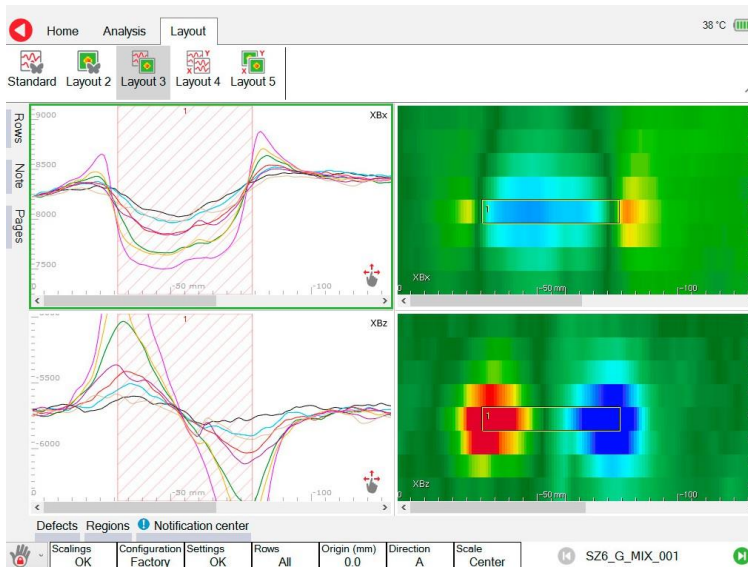 Home Analysis Layout 38 °C
Standard Layout 2 Layout 3 Layout 4 Layout 5
Rows
Note
Pages
9000
1
XBx
8500
8000
7500
-50 mm
-100
1
XBx
0
-50 mm
-100
1
XBz
-5500
-6000
0
-50 mm
-100
1
XBz
0
-50 mm
-100
Defects Regions Notification center
Scalings Configuration Settings Rows Origin (mm) Direction Scale
OK Factory OK All 0.0 A Center
SZ6_G_MIX_001